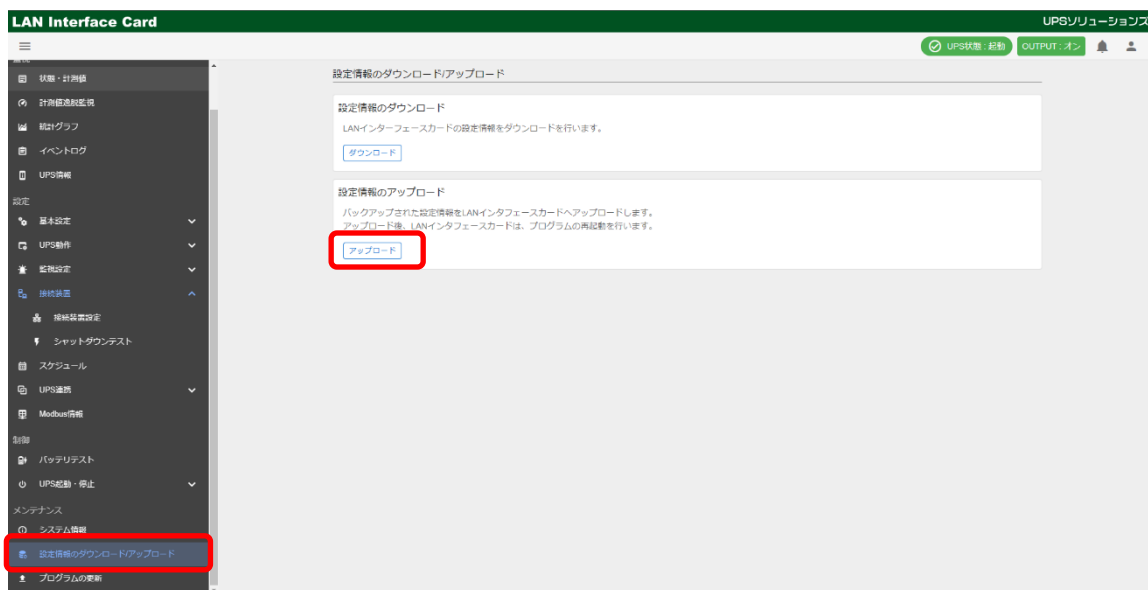 LAN Interface Card
UPSソリューションズ
UPS状態 : 起動
OUTPUT : オン
状態・計測値
計測値逸脱監視
統計グラフ
イベントログ
UPS情報
設定
基本設定
UPS動作
監視設定
接続装置
接続装置設定
シャットダウンテスト
スケジュール
UPS連携
Modbus情報
制御
バッテリテスト
UPS起動・停止
メンテナンス
システム情報
設定情報のダウンロード/アップロード
プログラムの更新
設定情報のダウンロード/アップロード
設定情報のダウンロード
LANインターフェースカードの設定情報をダウンロードを行います。
ダウンロード
設定情報のアップロード
バックアップされた設定情報をLANインタフェースカードへアップロードします。
アップロード後、LANインタフェースカードは、プログラムの再起動を行います。
アップロード